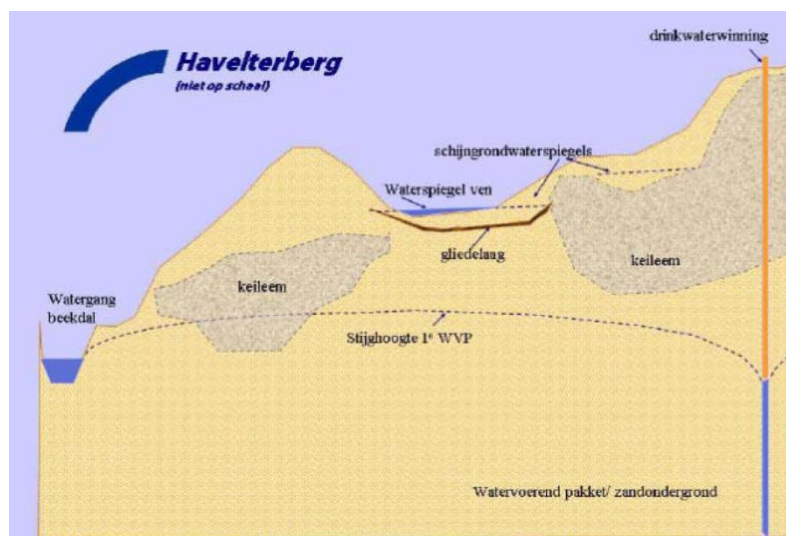 Havelterberg
(niet op schaal)
drinkwaterwinning
schijngrondwaterspiegels
Waterspiegel ven
gliedelaag
keileem
keileem
Watergang
beekdal
Stijghoogte 1e WVP
Watervoerend pakket/ zandondergrond